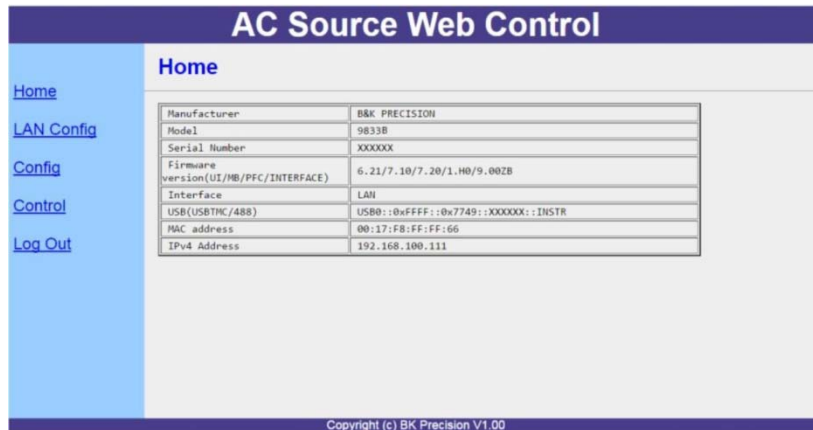 AC Source Web Control
Home
LAN Config
Config
Control
Log Out
Home
Manufacturer B&K PRECISION
Model 9833B
Serial Number XXXXXX
Firmware
version(UI/MB/PFC/INTERFACE) 6.21/7.10/7.20/1.H0/9.00ZB
Interface LAN
USB(USBTMC/488) USB0::0xFFFF::0x7749::XXXXXX::INSTR
MAC address 00:17:F8:FF:FF:66
IPv4 Address 192.168.100.111
Copyright (c) BK Precision V1.00